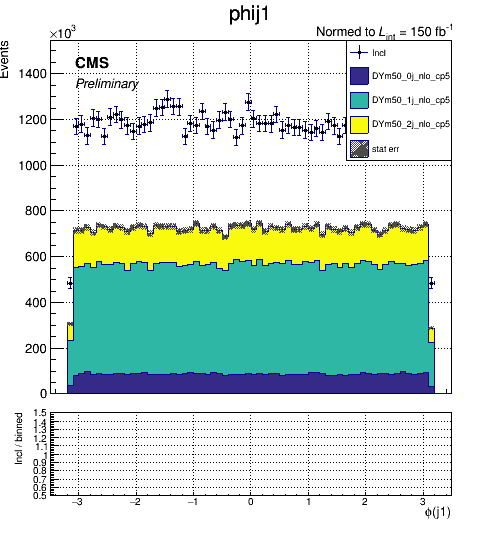 phij1
Normed to L_int = 150 fb^-1
×10^3
Events
CMS
Preliminary
Incl
DYm50_0j_nlo_cp5
DYm50_1j_nlo_cp5
DYm50_2j_nlo_cp5
stat err
1400
1200
1000
800
600
400
200
0
Incl / binned
1.5
1.4
1.3
1.2
1.1
1
0.9
0.8
0.7
0.6
0.5
−3 −2 −1 0 1 2 3
ϕ(j1)